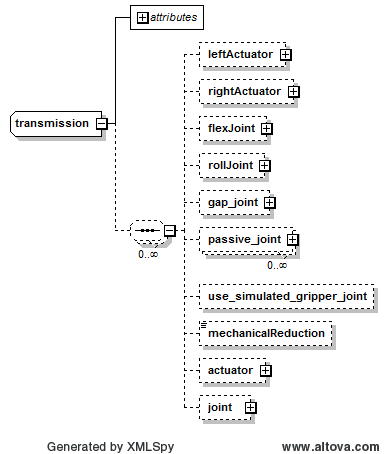 attributes
leftActuator
rightActuator
transmission
flexJoint
rollJoint
gap_joint
passive_joint
0..∞
0..∞
use_simulated_gripper_joint
mechanicalReduction
actuator
joint
Generated by XMLSpy
www.altova.com